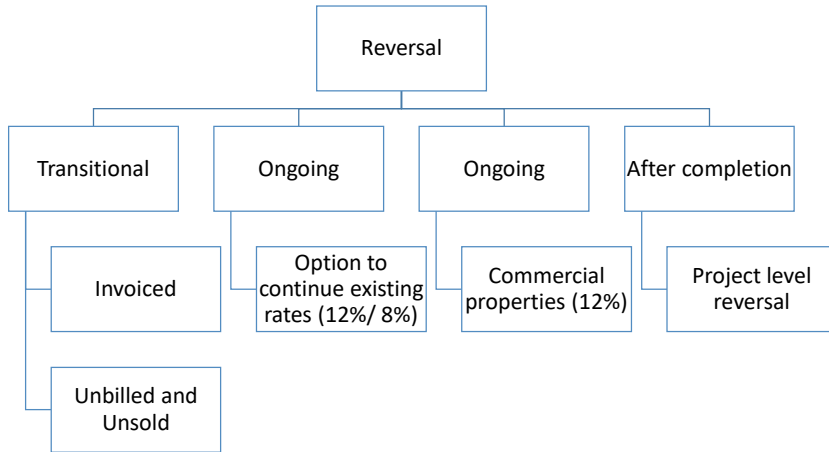 Reversal
Transitional
Ongoing
Ongoing
After completion
Invoiced
Option to
continue existing
rates (12%/ 8%)
Commercial
properties (12%)
Project level
reversal
Unbilled and
Unsold